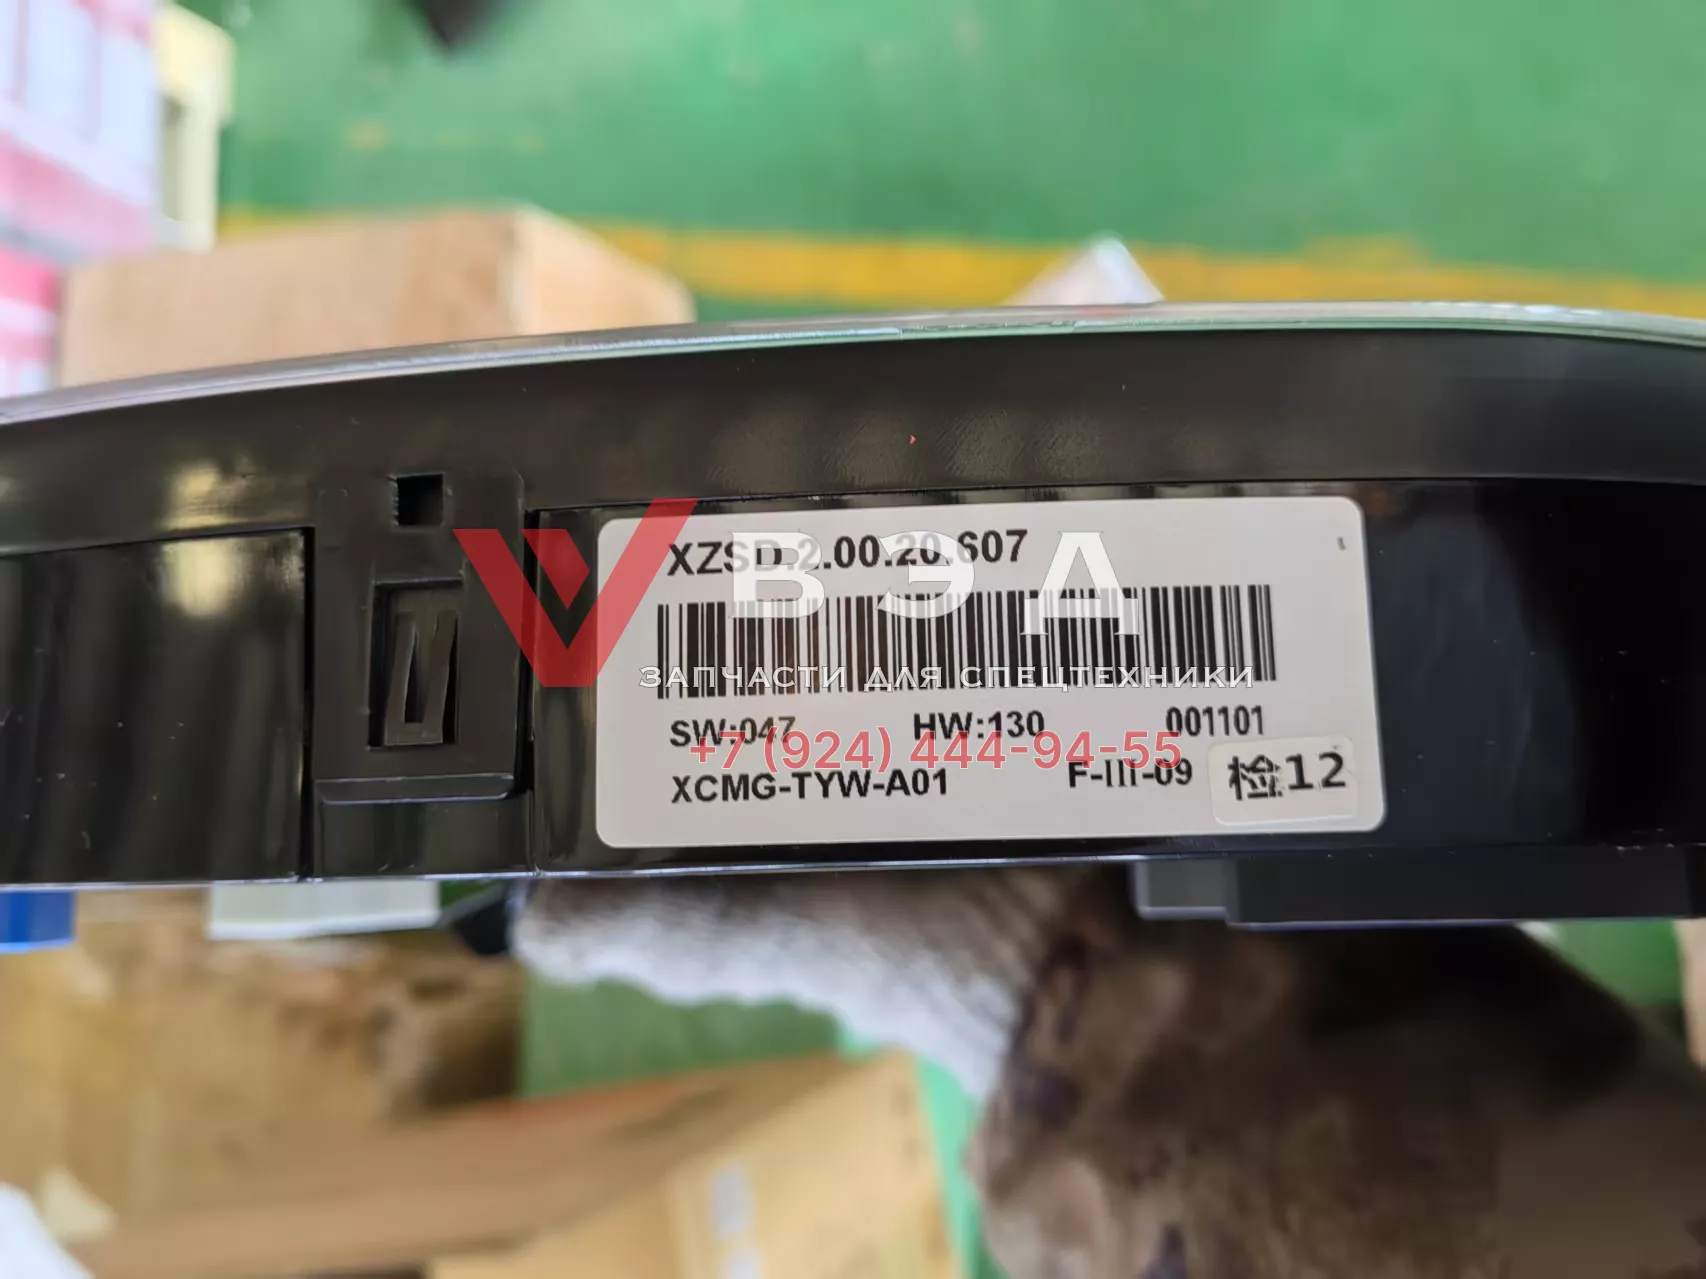 XZSD.2.00.20.607
ВЭД
ЗАПЧАСТИ ДЛЯ СПЕЦТЕХНИКИ
SW:047 HW:130 001101
+7 (924) 444-94-55
XCMG-TYW-A01 F-III-09 检12